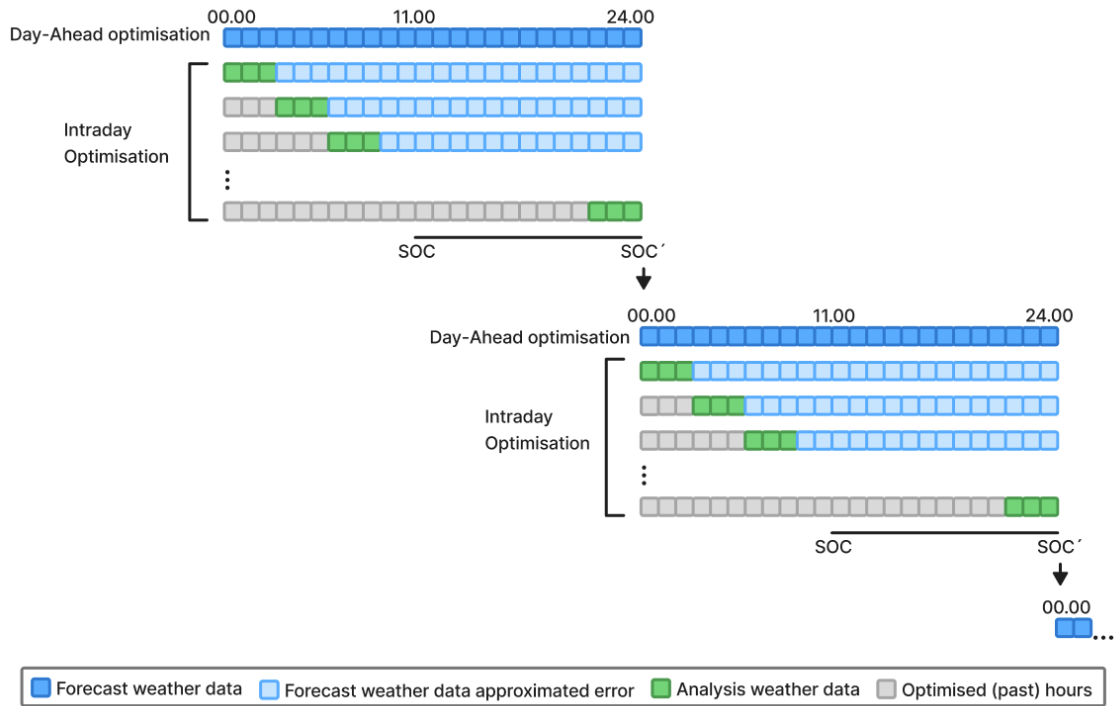 00.00 11.00 24.00
Day-Ahead optimisation
Intraday
Optimisation
SOC SOC´
00.00 11.00 24.00
Day-Ahead optimisation
Intraday
Optimisation
SOC SOC´
00.00
...
Forecast weather data Forecast weather data approximated error Analysis weather data Optimised (past) hours